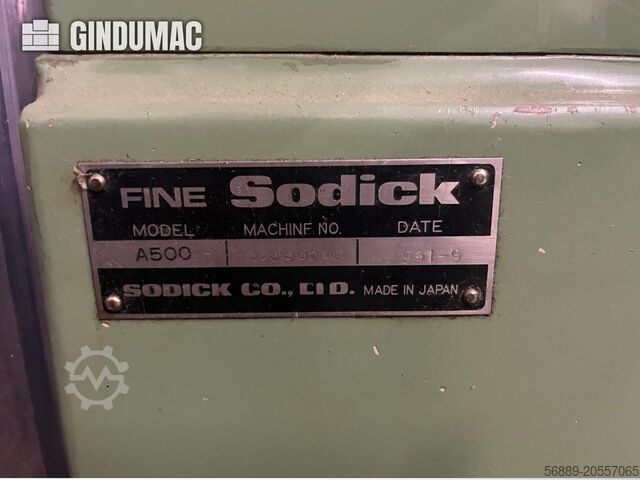 GINDUMAC
FINE Sodick
MODEL MACHINE NO. DATE
A500
SODICK CO., LTD. MADE IN JAPAN
56889-20557065